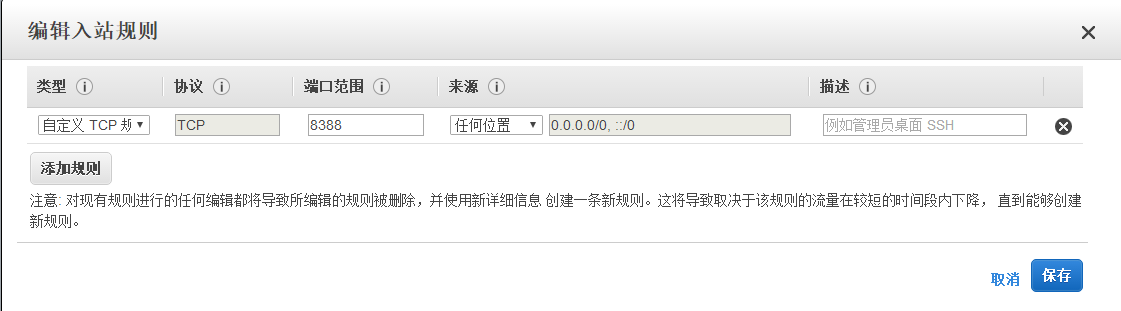 编辑入站规则
类型 协议 端口范围 来源 描述
自定义 TCP 规 TCP 8388 任何位置 0.0.0.0/0, ::/0 例如管理员桌面 SSH
添加规则
注意: 对现有规则进行的任何编辑都将导致所编辑的规则被删除，并使用新详细信息 创建一条新规则。这将导致取决于该规则的流量在较短的时间段内下降， 直到能够创建
新规则。
取消 保存